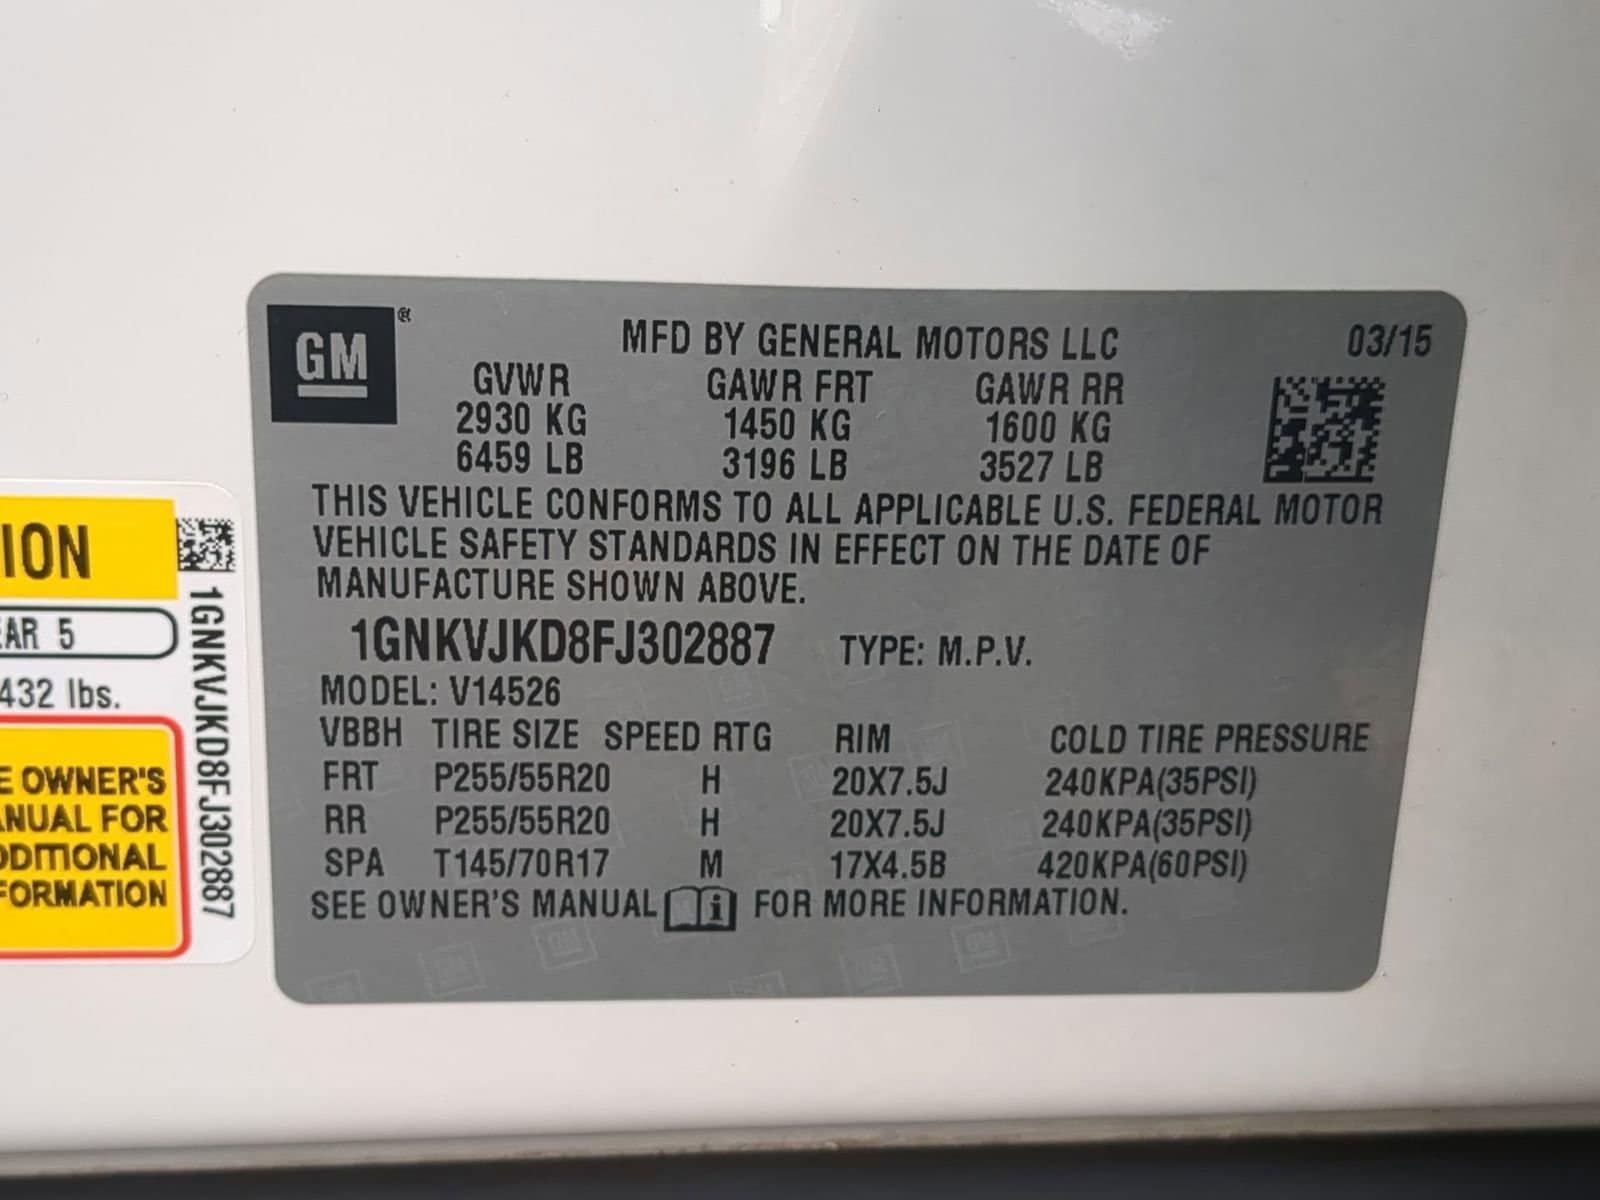 GM®
MFD BY GENERAL MOTORS LLC 03/15
GVWR GAWR FRT GAWR RR
2930 KG 1450 KG 1600 KG
6459 LB 3196 LB 3527 LB
THIS VEHICLE CONFORMS TO ALL APPLICABLE U.S. FEDERAL MOTOR
VEHICLE SAFETY STANDARDS IN EFFECT ON THE DATE OF
MANUFACTURE SHOWN ABOVE.
1GNKVJKD8FJ302887 TYPE: M.P.V.
MODEL: V14526
VBBH TIRE SIZE SPEED RTG RIM COLD TIRE PRESSURE
FRT P255/55R20 H 20X7.5J 240KPA(35PSI)
RR P255/55R20 H 20X7.5J 240KPA(35PSI)
SPA T145/70R17 M 17X4.5B 420KPA(60PSI)
SEE OWNER'S MANUAL i FOR MORE INFORMATION.
ION
EAR 5
432 lbs.
E OWNER'S
ANUAL FOR
DDITIONAL
FORMATION
1GNKVJKD8FJ302887